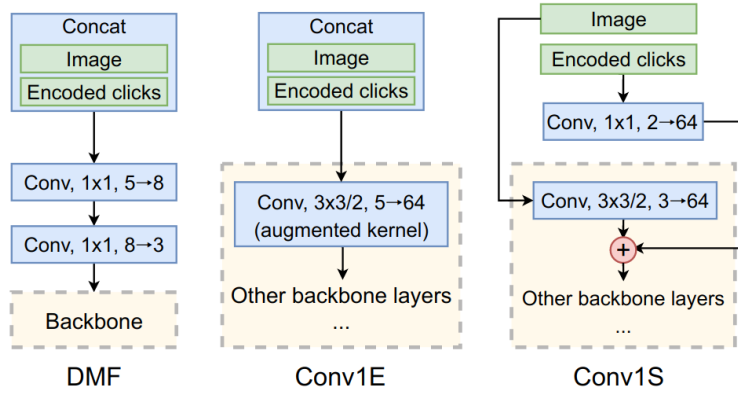 Concat
Image
Encoded clicks
Conv, 1x1, 5→8
Conv, 1x1, 8→3
Backbone
DMF
Concat
Image
Encoded clicks
Conv, 3x3/2, 5→64
(augmented kernel)
Other backbone layers
...
Conv1E
Image
Encoded clicks
Conv, 1x1, 2→64
Conv, 3x3/2, 3→64
+
Other backbone layers
...
Conv1S